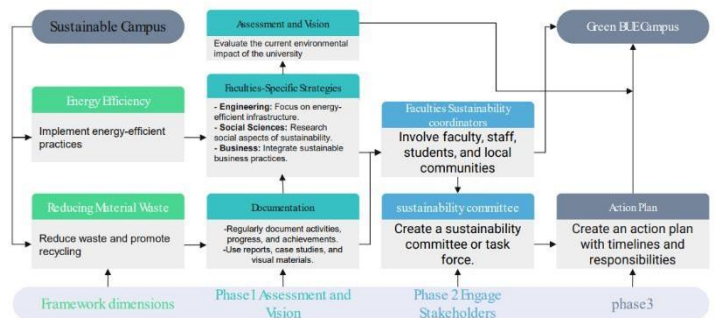 Sustainable Campus
Assessment and Vision
Evaluate the current environmental
impact of the university
Green BUE Campus
Energy Efficiency
Implement energy-efficient
practices
Faculties-Specific Strategies
- Engineering: Focus on energy-
efficient infrastructure.
- Social Sciences: Research
social aspects of sustainability.
- Business: Integrate sustainable
business practices.
Faculties Sustainability
coordinators
Involve faculty, staff,
students, and local
communities
Reducing Material Waste
Reduce waste and promote
recycling
Documentation
-Regularly document activities,
progress, and achievements.
-Use reports, case studies, and
visual materials.
sustainability committee
Create a sustainability
committee or task
force.
Action Plan
Create an action plan
with timelines and
responsibilities
Framework dimensions
Phase1 Assessment and
Vision
Phase 2 Engage
Stakeholders
phase3